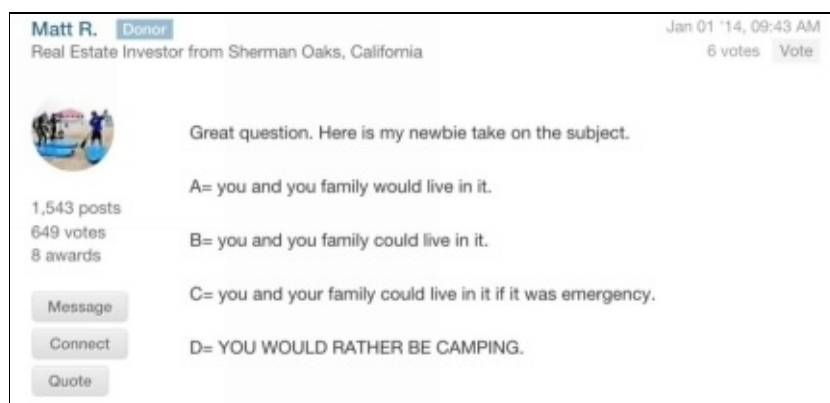 Matt R. Donor Jan 01 '14, 09:43 AM
Real Estate Investor from Sherman Oaks, California 6 votes Vote
Great question. Here is my newbie take on the subject.
A= you and you family would live in it.
1,543 posts
649 votes
8 awards
B= you and you family could live in it.
C= you and your family could live in it if it was emergency.
Message
Connect
D= YOU WOULD RATHER BE CAMPING.
Quote